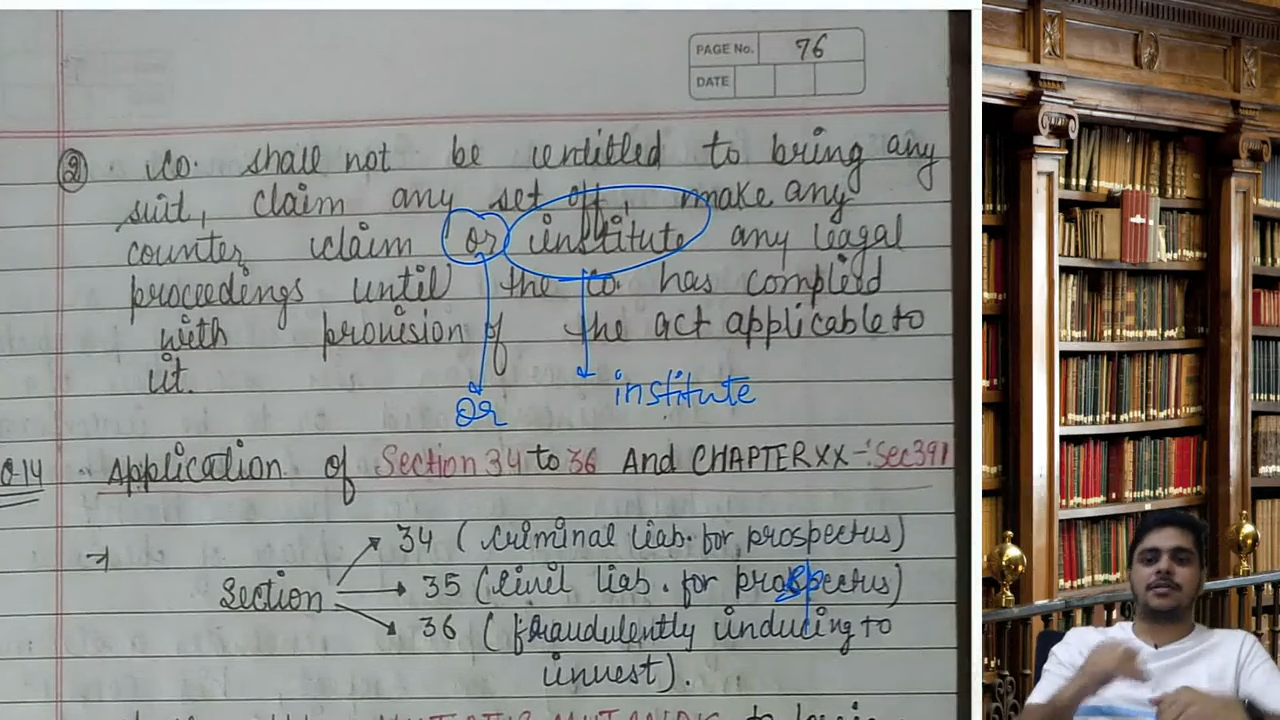 PAGE No. 76
DATE
② Co. shall not be entitled to bring any
suit, claim any set off, make any
counter claim or institute any legal
proceedings until the co. has complied
with provision of the act applicable to
it.
or institute
Q.14 Application of Section 34 to 36 And CHAPTER XX - Sec 391
→ 34 (criminal liab. for prospectus)
Section → 35 (civil liab. for prospectus)
36 (fraudulently inducing to
invest).
MUTATIS MUTANDIS to